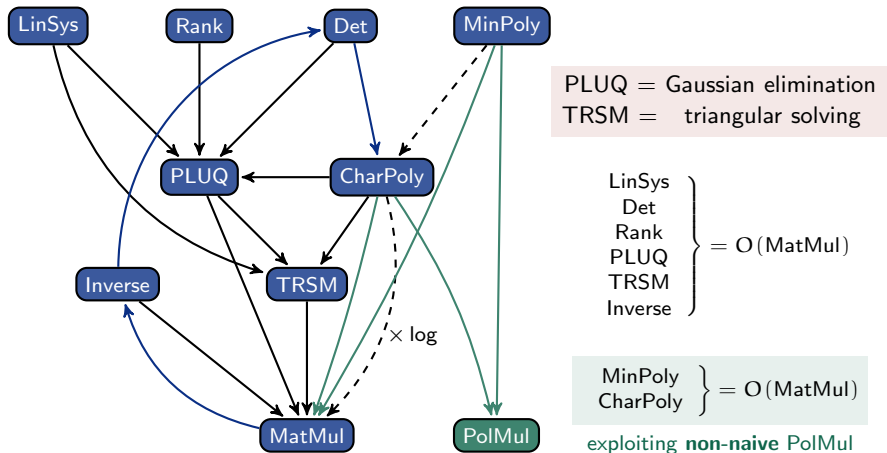 LinSys Rank Det MinPoly
PLUQ CharPoly
Inverse TRSM
× log
MatMul PolMul
PLUQ = Gaussian elimination
TRSM = triangular solving
LinSys
Det
Rank
PLUQ
TRSM
Inverse
= O(MatMul)
MinPoly
CharPoly
= O(MatMul)
exploiting non-naive PolMul